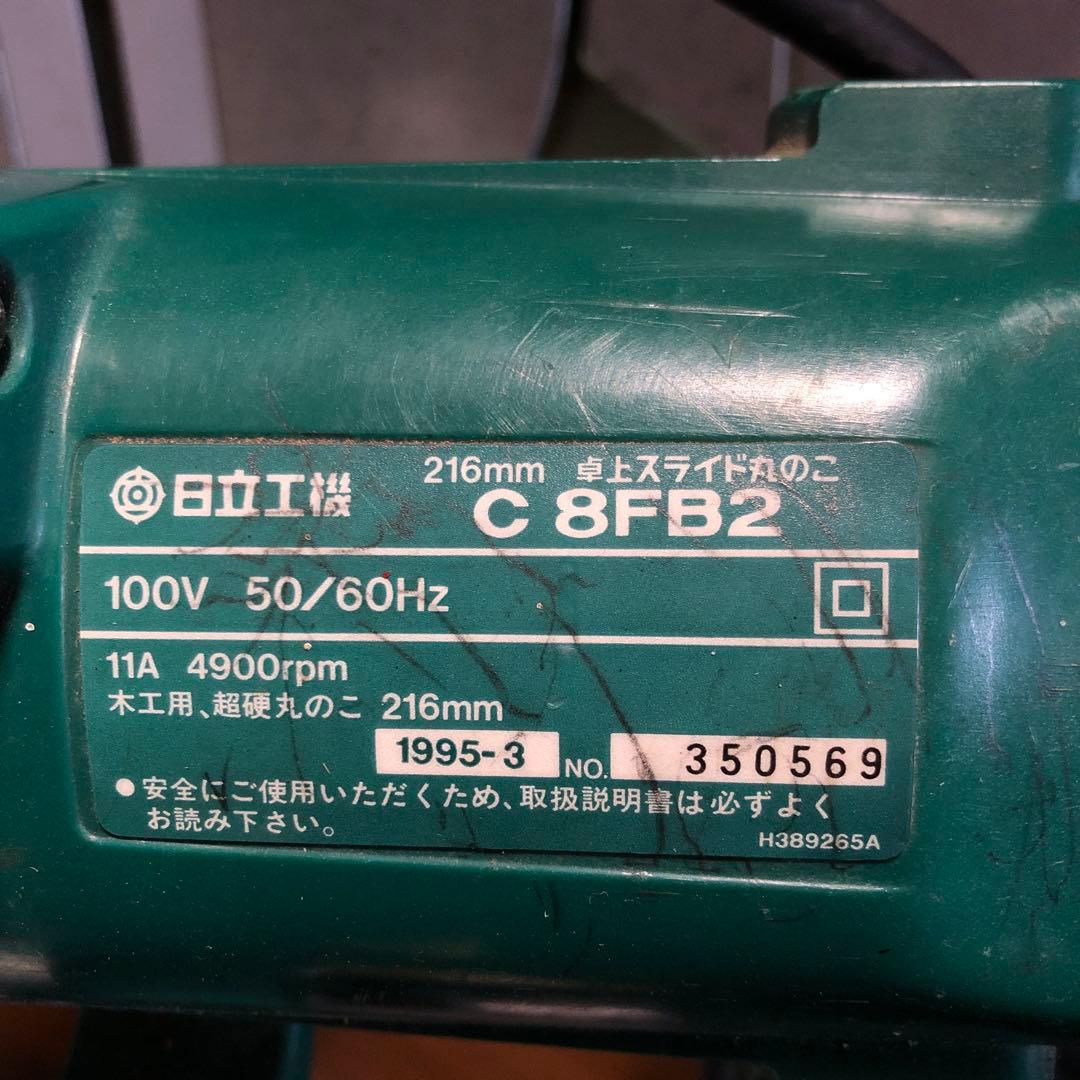 216mm 卓上スライド丸のこ
日立工機 C 8FB2
100V 50/60Hz
11A 4900rpm
木工用、超硬丸のこ 216mm
1995-3 NO. 350569
●安全にご使用いただくため、取扱説明書は必ずよく
お読み下さい。
H389265A